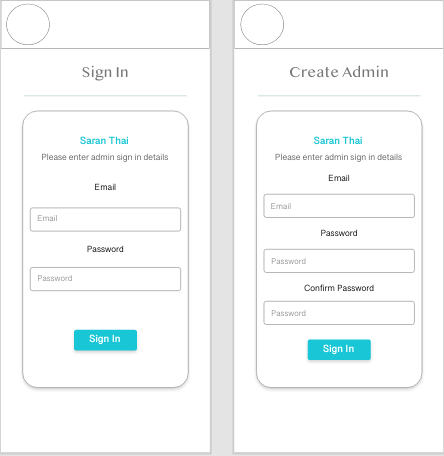 Sign In
Saran Thai
Please enter admin sign in details
Email
Email
Password
Password
Sign In
Create Admin
Saran Thai
Please enter admin sign in details
Email
Email
Password
Password
Confirm Password
Password
Sign In